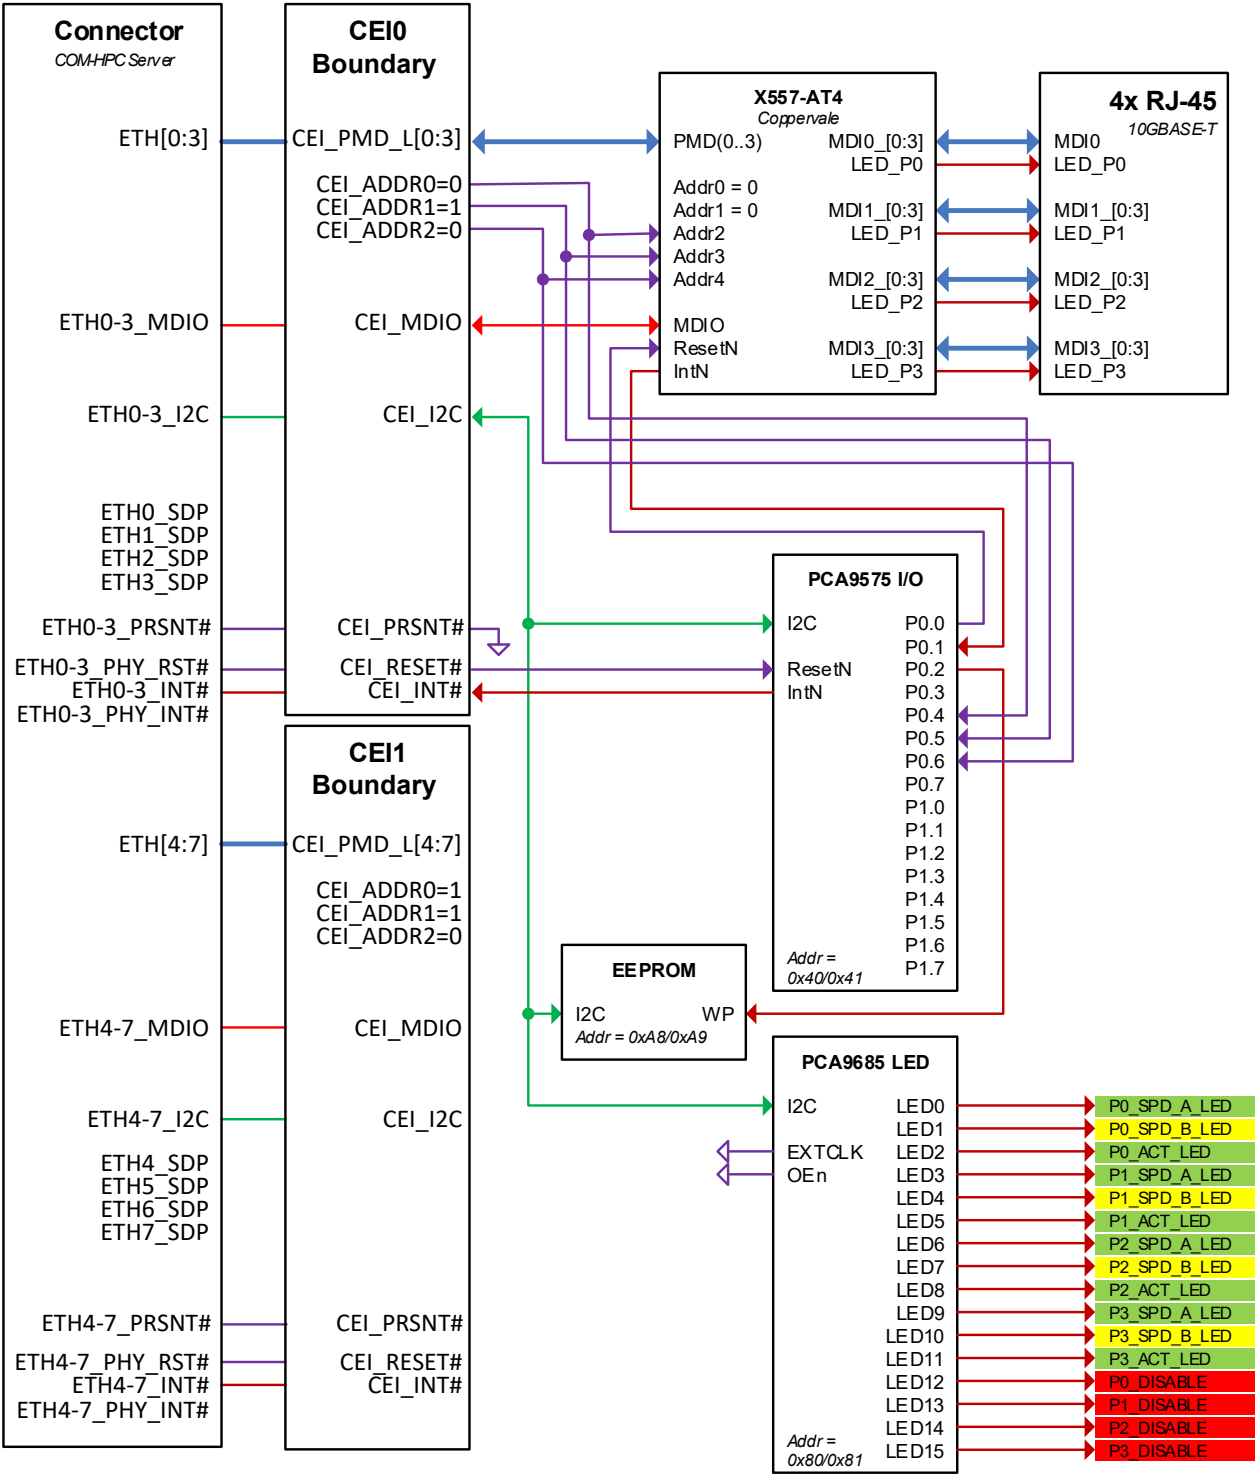 Connector
COM-HPC Server
ETH[0:3]
ETH0-3_MDIO
ETH0-3_I2C
ETH0_SDP
ETH1_SDP
ETH2_SDP
ETH3_SDP
ETH0-3_PRSNT#
ETH0-3_PHY_RST#
ETH0-3_INT#
ETH0-3_PHY_INT#
ETH[4:7]
ETH4-7_MDIO
ETH4-7_I2C
ETH4_SDP
ETH5_SDP
ETH6_SDP
ETH7_SDP
ETH4-7_PRSNT#
ETH4-7_PHY_RST#
ETH4-7_INT#
ETH4-7_PHY_INT#
CEI0
Boundary
CEI_PMD_L[0:3]
CEI_ADDR0=0
CEI_ADDR1=1
CEI_ADDR2=0
CEI_MDIO
CEI_I2C
CEI_PRSNT#
CEI_RESET#
CEI_INT#
CEI1
Boundary
CEI_PMD_L[4:7]
CEI_ADDR0=1
CEI_ADDR1=1
CEI_ADDR2=0
CEI_MDIO
CEI_I2C
CEI_PRSNT#
CEI_RESET#
CEI_INT#
X557-AT4
Coppervale
PMD(0..3)
Addr0 = 0
Addr1 = 0
Addr2
Addr3
Addr4
MDIO
ResetN
IntN
MDI0_[0:3]
LED_P0
MDI1_[0:3]
LED_P1
MDI2_[0:3]
LED_P2
MDI3_[0:3]
LED_P3
4x RJ-45
10GBASE-T
MDI0
LED_P0
MDI1_[0:3]
LED_P1
MDI2_[0:3]
LED_P2
MDI3_[0:3]
LED_P3
PCA9575 I/O
I2C
ResetN
IntN
P0.0
P0.1
P0.2
P0.3
P0.4
P0.5
P0.6
P0.7
P1.0
P1.1
P1.2
P1.3
P1.4
P1.5
P1.6
P1.7
Addr =
0x40/0x41
EEPROM
I2C WP
Addr = 0xA8/0xA9
PCA9685 LED
I2C
EXTCLK
OEn
LED0
LED1
LED2
LED3
LED4
LED5
LED6
LED7
LED8
LED9
LED10
LED11
LED12
LED13
LED14
LED15
Addr =
0x80/0x81
P0_SPD_A_LED
P0_SPD_B_LED
P0_ACT_LED
P1_SPD_A_LED
P1_SPD_B_LED
P1_ACT_LED
P2_SPD_A_LED
P2_SPD_B_LED
P2_ACT_LED
P3_SPD_A_LED
P3_SPD_B_LED
P3_ACT_LED
P0_DISABLE
P1_DISABLE
P2_DISABLE
P3_DISABLE